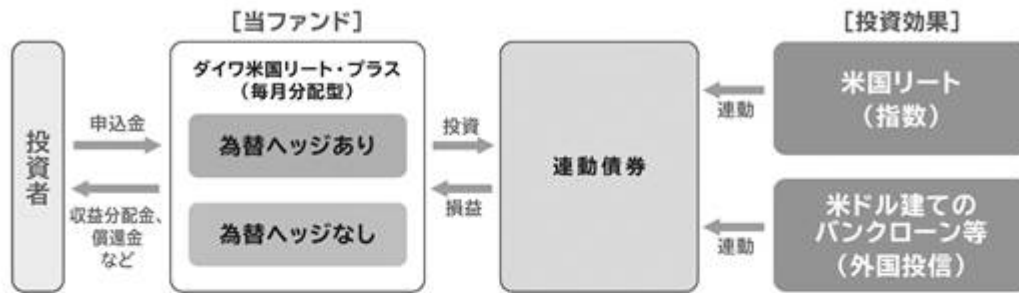 [当ファンド]
[投資効果]
投資者
申込金
収益分配金、
償還金
など
ダイワ米国リート・プラス
（毎月分配型）
為替ヘッジあり
為替ヘッジなし
投資
損益
連動債券
連動
連動
米国リート
（指数）
米ドル建ての
バンクローン等
（外国投信）